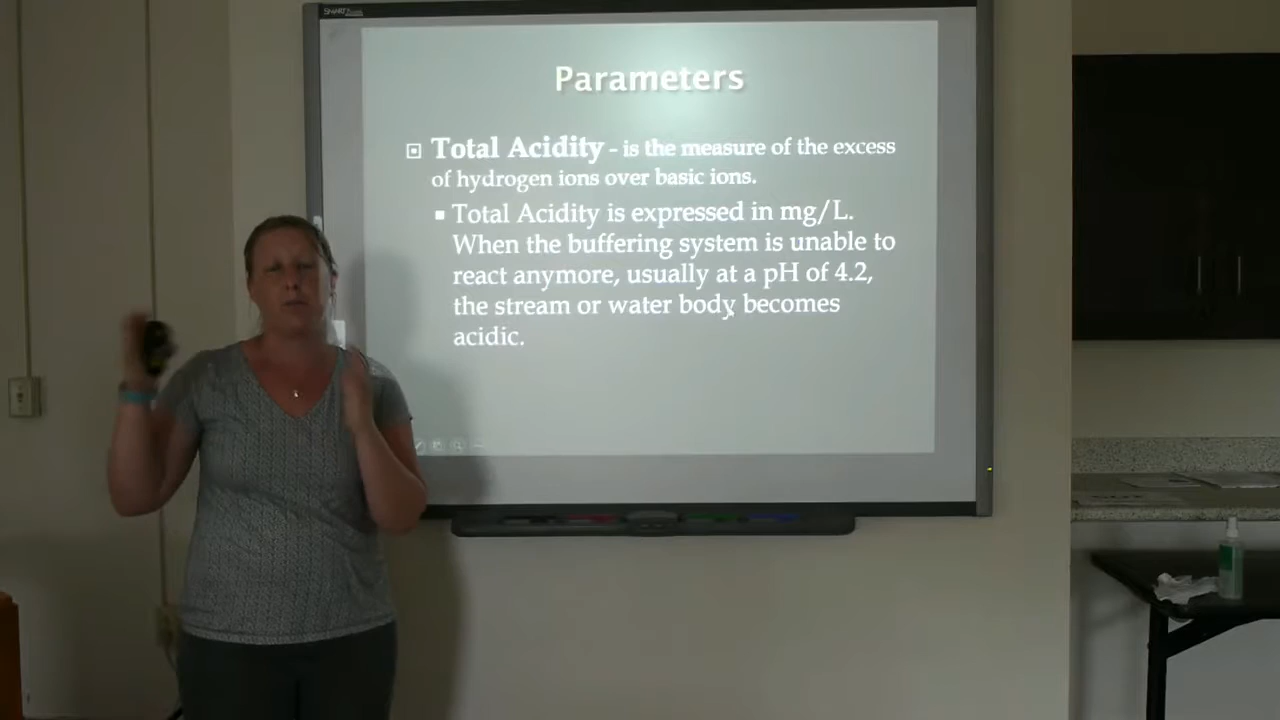 SMART
Parameters
Total Acidity - is the measure of the excess
of hydrogen ions over basic ions.
Total Acidity is expressed in mg/L.
When the buffering system is unable to
react anymore, usually at a pH of 4.2,
the stream or water body becomes
acidic.